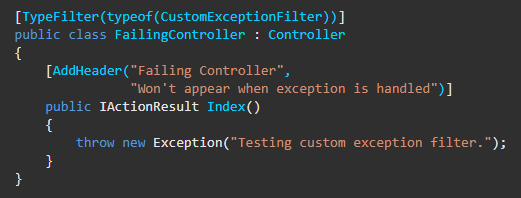 [TypeFilter(typeof(CustomExceptionFilter))]
public class FailingController : Controller
{
    [AddHeader("Failing Controller",
               "Won't appear when exception is handled")]
    public IActionResult Index()
    {
        throw new Exception("Testing custom exception filter.");
    }
}